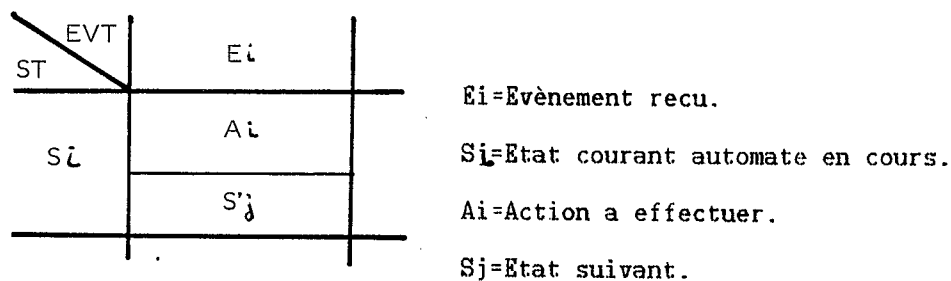 EVT
ST
Ei
Si
Ai
S'j
Ei=Evènement recu.
Si=Etat courant automate en cours.
Ai=Action a effectuer.
Sj=Etat suivant.